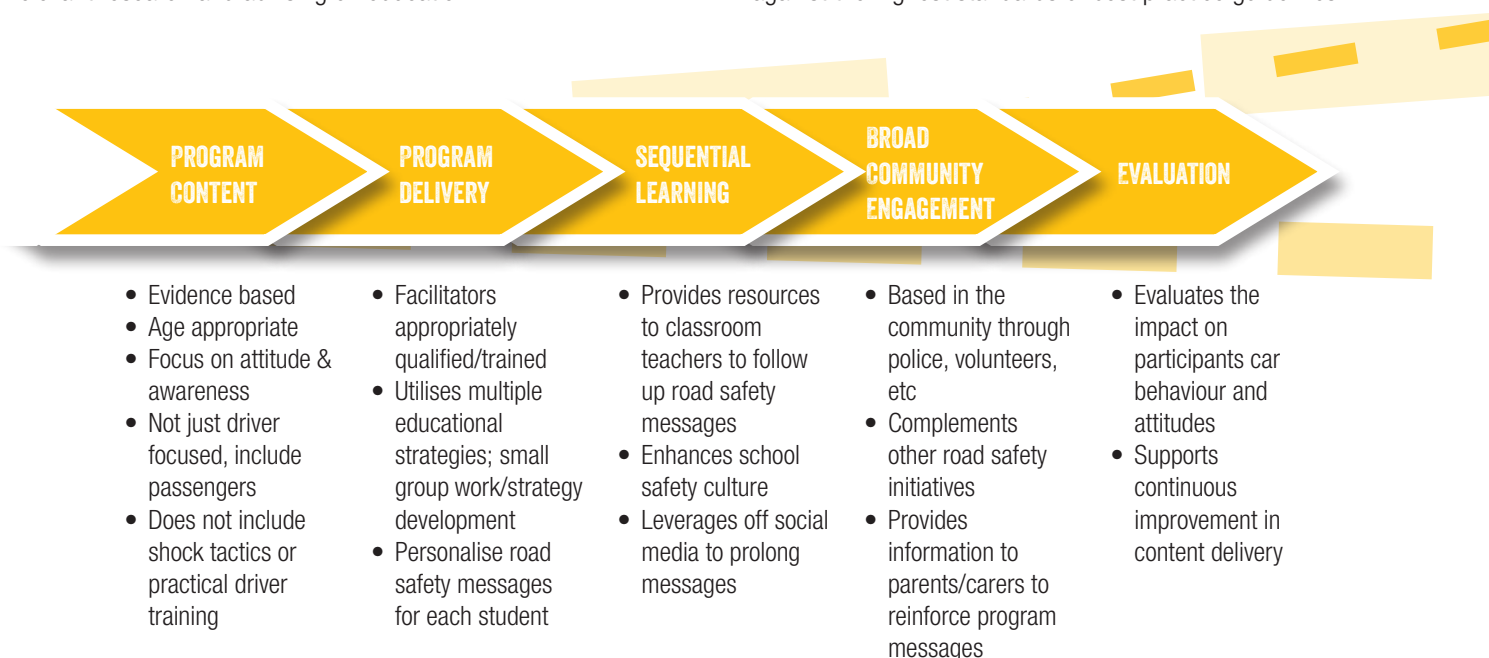 PROGRAM
CONTENT
• Evidence based
• Age appropriate
• Focus on attitude &
awareness
• Not just driver
focused, include
passengers
• Does not include
shock tactics or
practical driver
training
PROGRAM
DELIVERY
• Facilitators
appropriately
qualified/trained
• Utilises multiple
educational
strategies; small
group work/strategy
development
• Personalise road
safety messages
for each student
SEQUENTIAL
LEARNING
• Provides resources
to classroom
teachers to follow
up road safety
messages
• Enhances school
safety culture
• Leverages off social
media to prolong
messages
BROAD
COMMUNITY
ENGAGEMENT
• Based in the
community through
police, volunteers,
etc
• Complements
other road safety
initiatives
• Provides
information to
parents/carers to
reinforce program
messages
EVALUATION
• Evaluates the
impact on
participants car
behaviour and
attitudes
• Supports
continuous
improvement in
content delivery